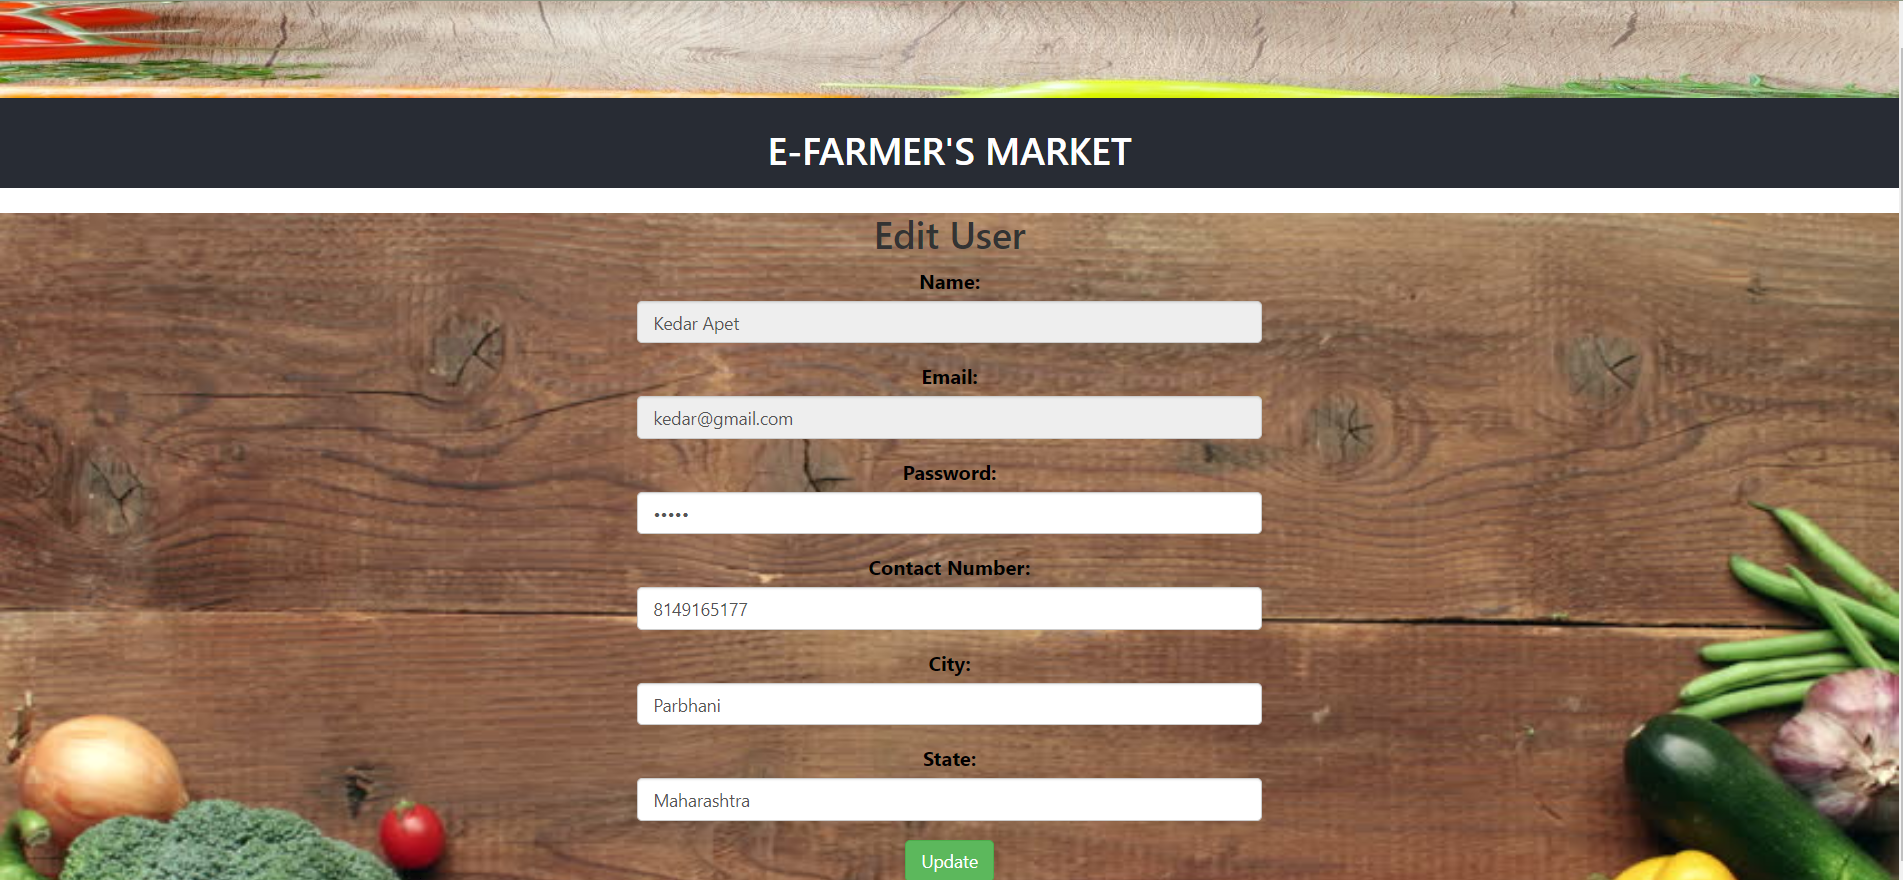 E-FARMER'S MARKET
Edit User
Name:
Kedar Apet
Email:
kedar@gmail.com
Password:
•••••
Contact Number:
8149165177
City:
Parbhani
State:
Maharashtra
Update